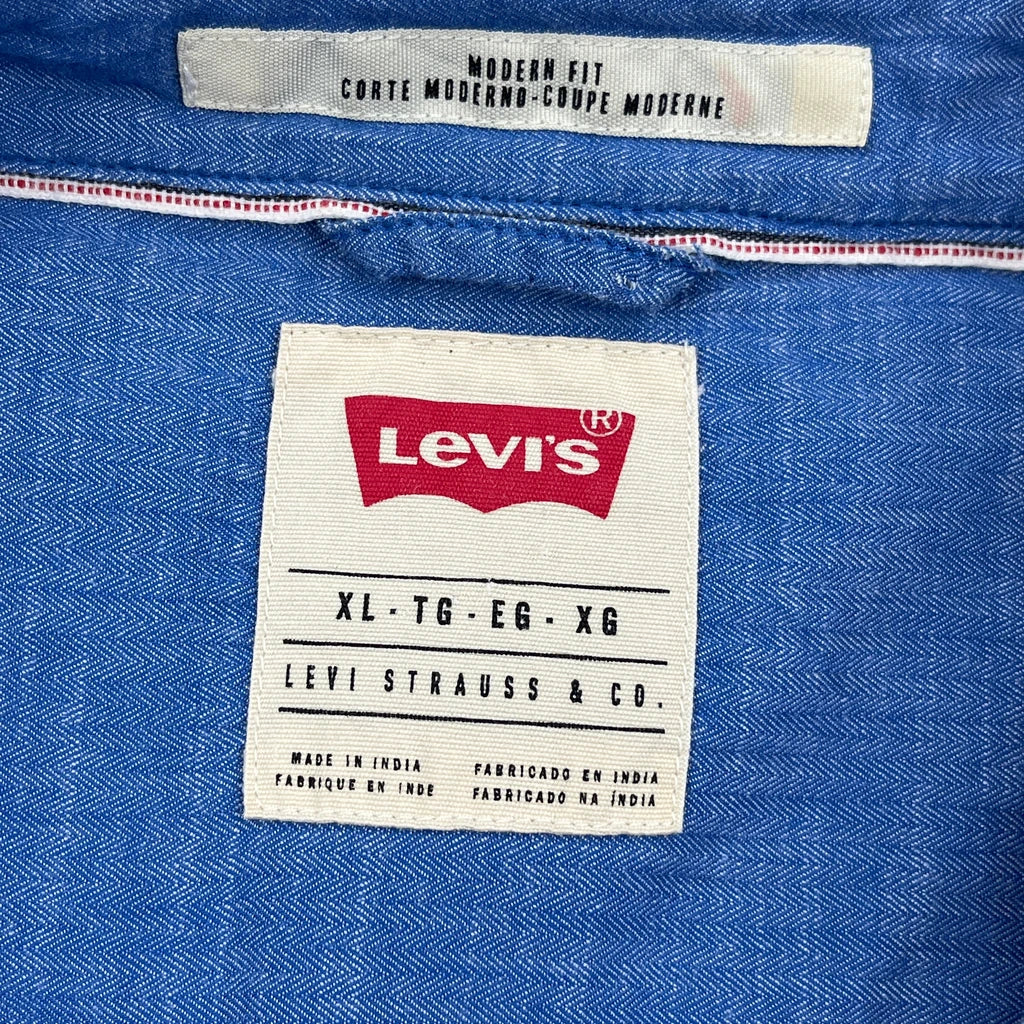 MODERN FIT
CORTE MODERNO-COUPE MODERNE
LEVI'S®
XL - TG - EG - XG
LEVI STRAUSS & CO.
MADE IN INDIA
FABRIQUE EN INDE
FABRICADO EN INDIA
FABRICADO NA ÍNDIA